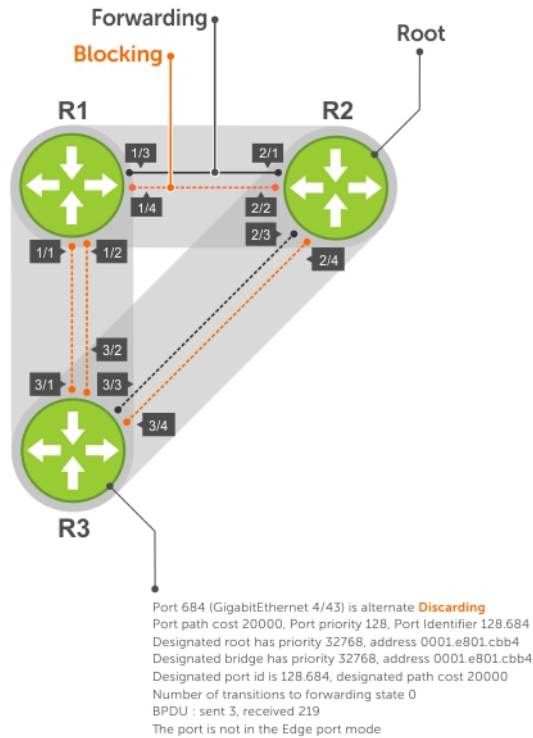 Forwarding
Blocking
Root
R1
R2
1/3
2/1
1/4
2/2
2/3
1/1
1/2
2/4
3/2
3/1
3/3
3/4
R3
Port 684 (GigabitEthernet 4/43) is alternate Discarding
Port path cost 20000, Port priority 128, Port Identifier 128.684
Designated root has priority 32768, address 0001.e801.cbb4
Designated bridge has priority 32768, address 0001.e801.cbb4
Designated port id is 128.684, designated path cost 20000
Number of transitions to forwarding state 0
BPDU : sent 3, received 219
The port is not in the Edge port mode